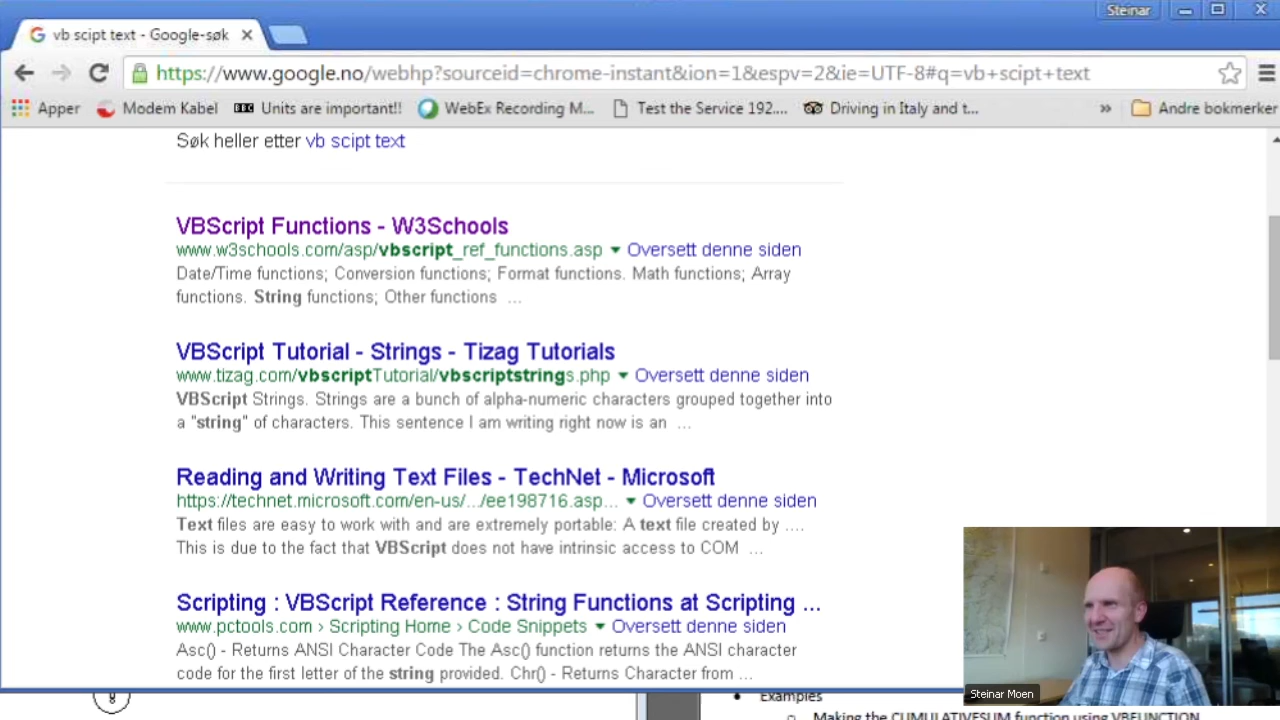 Steinar
vb scipt text - Google-søk
https://www.google.no/webhp?sourceid=chrome-instant&ion=1&espv=2&ie=UTF-8#q=vb+scipt+text
Apper Modem Kabel Units are important!! WebEx Recording M... Test the Service 192.... Driving in Italy and t... » Andre bokmerker
Søk heller etter vb scipt text
VBScript Functions - W3Schools
www.w3schools.com/asp/vbscript_ref_functions.asp Oversett denne siden
Date/Time functions; Conversion functions; Format functions. Math functions; Array
functions. String functions; Other functions ...
VBScript Tutorial - Strings - Tizag Tutorials
www.tizag.com/vbscriptTutorial/vbscriptstrings.php Oversett denne siden
VBScript Strings. Strings are a bunch of alpha-numeric characters grouped together into
a "string" of characters. This sentence I am writing right now is an ...
Reading and Writing Text Files - TechNet - Microsoft
https://technet.microsoft.com/en-us/.../ee198716.asp... Oversett denne siden
Text files are easy to work with and are extremely portable: A text file created by ....
This is due to the fact that VBScript does not have intrinsic access to COM ...
Scripting : VBScript Reference : String Functions at Scripting ...
www.pctools.com › Scripting Home › Code Snippets Oversett denne siden
Asc() - Returns ANSI Character Code The Asc() function returns the ANSI character
code for the first letter of the string provided. Chr() - Returns Character from ...
Steinar Moen
Examples
Making the CUMULATIVESUM function using VBFUNCTION